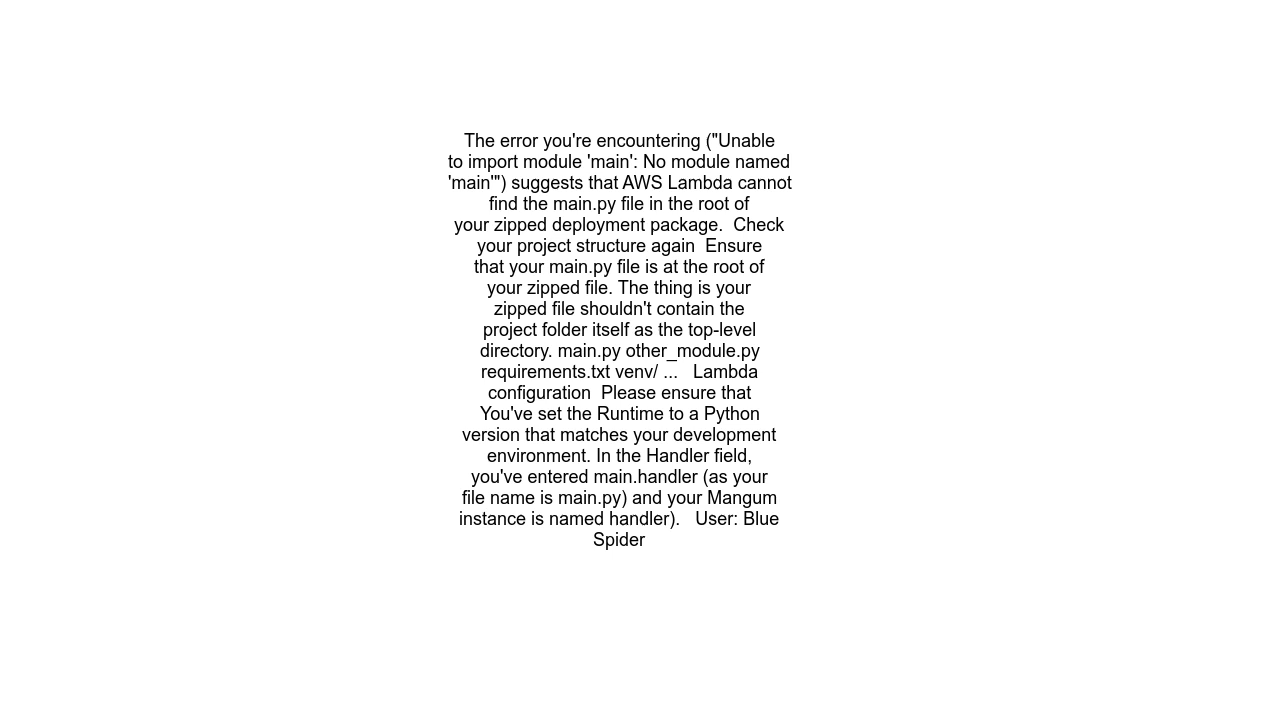 The error you're encountering ("Unable
to import module 'main': No module named
'main'") suggests that AWS Lambda cannot
find the main.py file in the root of
your zipped deployment package.  Check
your project structure again  Ensure
that your main.py file is at the root of
your zipped file. The thing is your
zipped file shouldn't contain the
project folder itself as the top-level
directory. main.py other_module.py
requirements.txt venv/ ...   Lambda
configuration  Please ensure that
You've set the Runtime to a Python
version that matches your development
environment. In the Handler field,
you've entered main.handler (as your
file name is main.py) and your Mangum
instance is named handler).   User: Blue
Spider